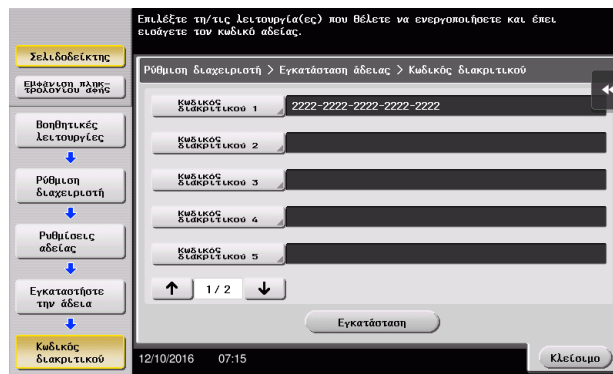 Επιλέξτε τη/τις λειτουργία(ες) που θέλετε να ενεργοποιήσετε και έπει
εισάγετε τον κωδικό αδείας.
Σελιδοδείκτης
Εμφάνιση πληκ-
τρολογίου αφής
Ρύθμιση διαχειριστή > Εγκατάσταση άδειας > Κωδικός διακριτικού
Κωδικός
διακριτικού 1
2222-2222-2222-2222-2222
Βοηθητικές
λειτουργίες
Κωδικός
διακριτικού 2
Ρύθμιση
διαχειριστή
Κωδικός
διακριτικού 3
Ρυθμίσεις
αδείας
Κωδικός
διακριτικού 4
Κωδικός
διακριτικού 5
Εγκαταστήστε
την άδεια
1/ 2
Εγκατάσταση
Κωδικός
διακριτικού
12/10/2016 07:15
Κλείσιμο